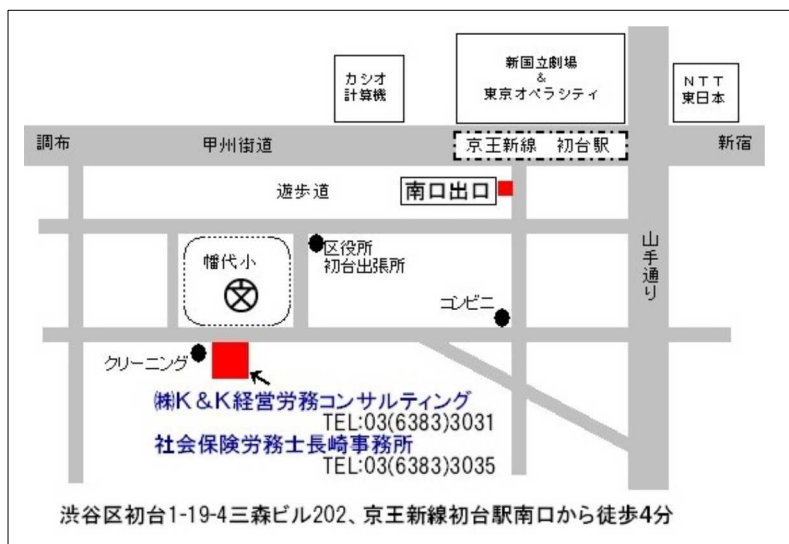 カシオ
計算機
新国立劇場
&
東京オペラシティ
NTT
東日本
調布
甲州街道
京王新線 初台駅
新宿
遊歩道
南口出口
山手通り
幡代小
区役所
初台出張所
文
コンビニ
クリーニング
㈱K&K経営労務コンサルティング
TEL:03(6383)3031
社会保険労務士長崎事務所
TEL:03(6383)3035
渋谷区初台1-19-4三森ビル202、京王新線初台駅南口から徒歩4分